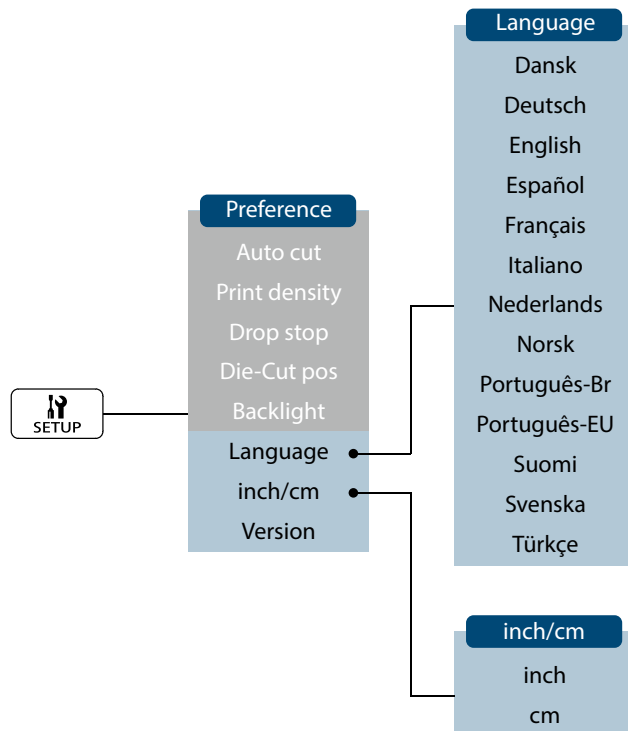 SETUP
Preference
Auto cut
Print density
Drop stop
Die-Cut pos
Backlight
Language
inch/cm
Version
Language
Dansk
Deutsch
English
Español
Français
Italiano
Nederlands
Norsk
Português-Br
Português-EU
Suomi
Svenska
Türkçe
inch/cm
inch
cm